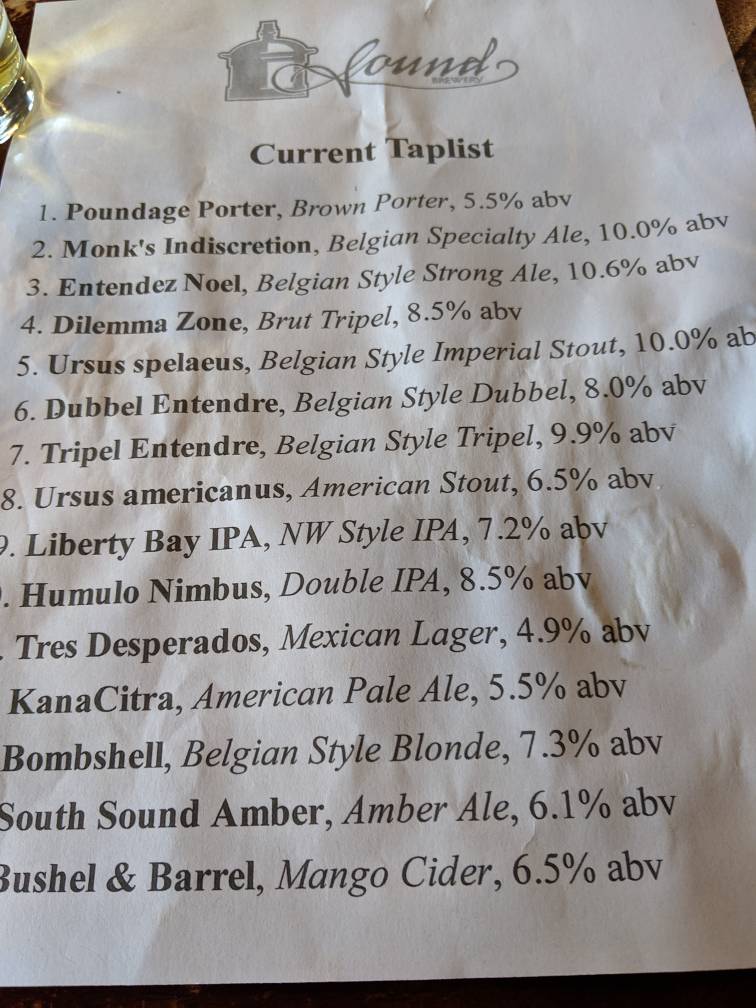 Sound
BREWERY
Current Taplist
1. Poundage Porter, Brown Porter, 5.5% abv
2. Monk's Indiscretion, Belgian Specialty Ale, 10.0% abv
3. Entendez Noel, Belgian Style Strong Ale, 10.6% abv
4. Dilemma Zone, Brut Tripel, 8.5% abv
5. Ursus spelaeus, Belgian Style Imperial Stout, 10.0% ab
6. Dubbel Entendre, Belgian Style Dubbel, 8.0% abv
7. Tripel Entendre, Belgian Style Tripel, 9.9% abv
8. Ursus americanus, American Stout, 6.5% abv
9. Liberty Bay IPA, NW Style IPA, 7.2% abv
. Humulo Nimbus, Double IPA, 8.5% abv
. Tres Desperados, Mexican Lager, 4.9% abv
KanaCitra, American Pale Ale, 5.5% abv
Bombshell, Belgian Style Blonde, 7.3% abv
South Sound Amber, Amber Ale, 6.1% abv
Bushel & Barrel, Mango Cider, 6.5% abv